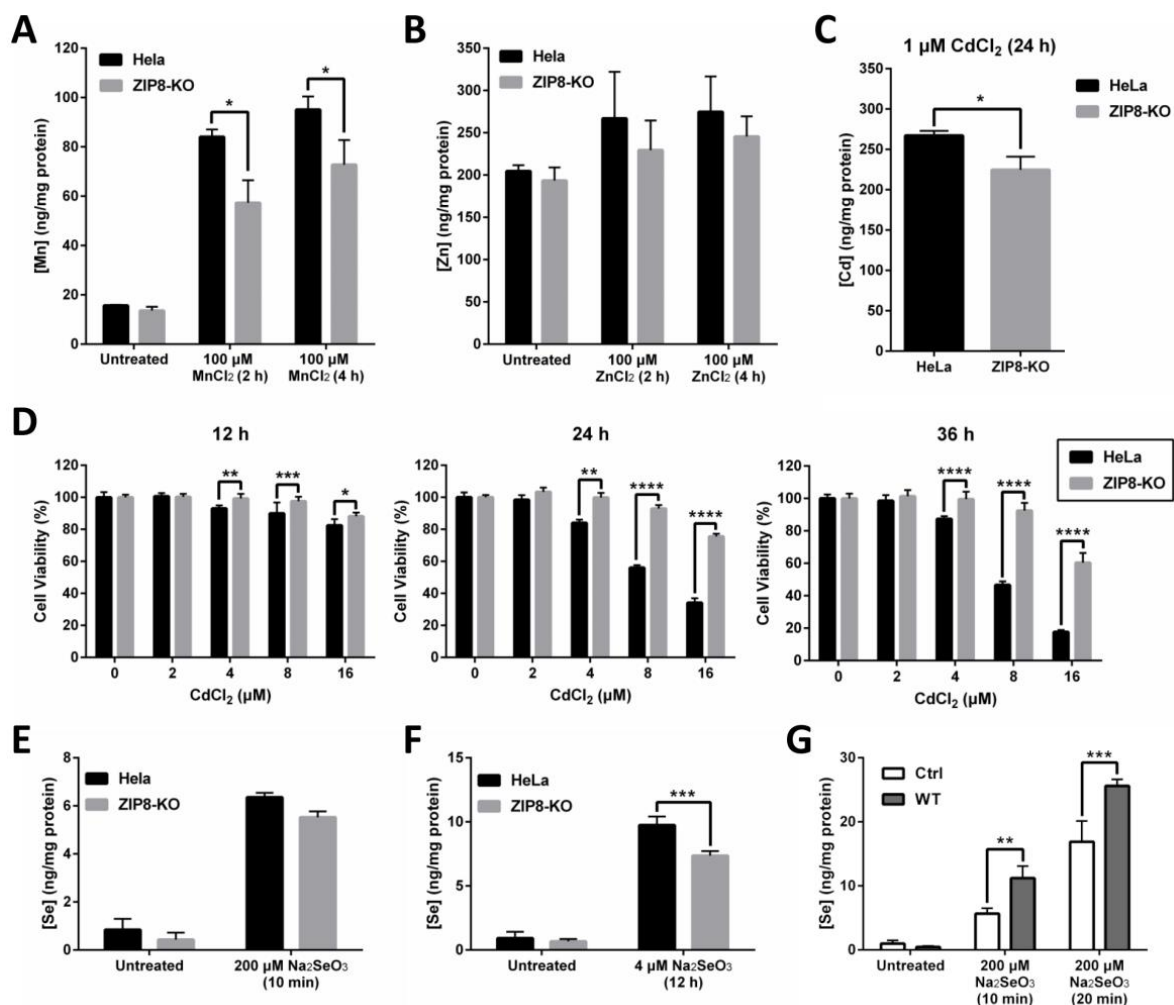 A
Hela
ZIP8-KO
[Mn] (ng/mg protein)
120
100
80
60
40
20
0
*
*
Untreated
100 µM
MnCl₂ (2 h)
100 µM
MnCl₂ (4 h)
B
Hela
ZIP8-KO
[Zn] (ng/mg protein)
350
300
250
200
150
100
50
0
Untreated
100 µM
ZnCl₂ (2 h)
100 µM
ZnCl₂ (4 h)
C
1 µM CdCl₂ (24 h)
HeLa
ZIP8-KO
[Cd] (ng/mg protein)
350
300
250
200
150
100
50
0
*
HeLa
ZIP8-KO
D
12 h
Cell Viability (%)
120
100
80
60
40
20
0
**
***
*
0 2 4 8 16
CdCl₂ (µM)
24 h
Cell Viability (%)
120
100
80
60
40
20
0
**
****
****
0 2 4 8 16
CdCl₂ (µM)
36 h
Cell Viability (%)
120
100
80
60
40
20
0
****
****
****
0 2 4 8 16
CdCl₂ (µM)
HeLa
ZIP8-KO
E
Hela
ZIP8-KO
[Se] (ng/mg protein)
8
6
4
2
0
Untreated
200 µM Na₂SeO₃
(10 min)
F
HeLa
ZIP8-KO
[Se] (ng/mg protein)
15
10
5
0
***
Untreated
4 µM Na₂SeO₃
(12 h)
G
Ctrl
WT
[Se] (ng/mg protein)
30
20
10
0
**
***
Untreated
200 µM
Na₂SeO₃
(10 min)
200 µM
Na₂SeO₃
(20 min)